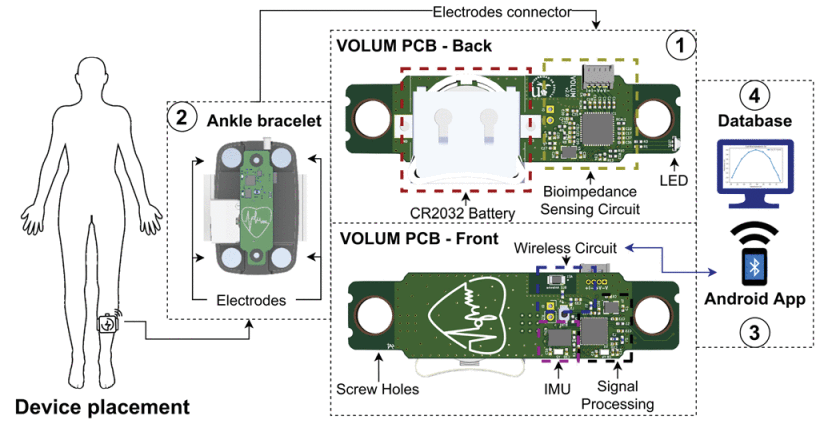 Electrodes connector
VOLUM PCB - Back
1
2
Ankle bracelet
4
Database
VOLUM
LED
CR2032 Battery
Bioimpedance
Sensing Circuit
VOLUM PCB - Front
Wireless Circuit
Electrodes
Android App
3
Screw Holes
IMU
Signal
Processing
Device placement